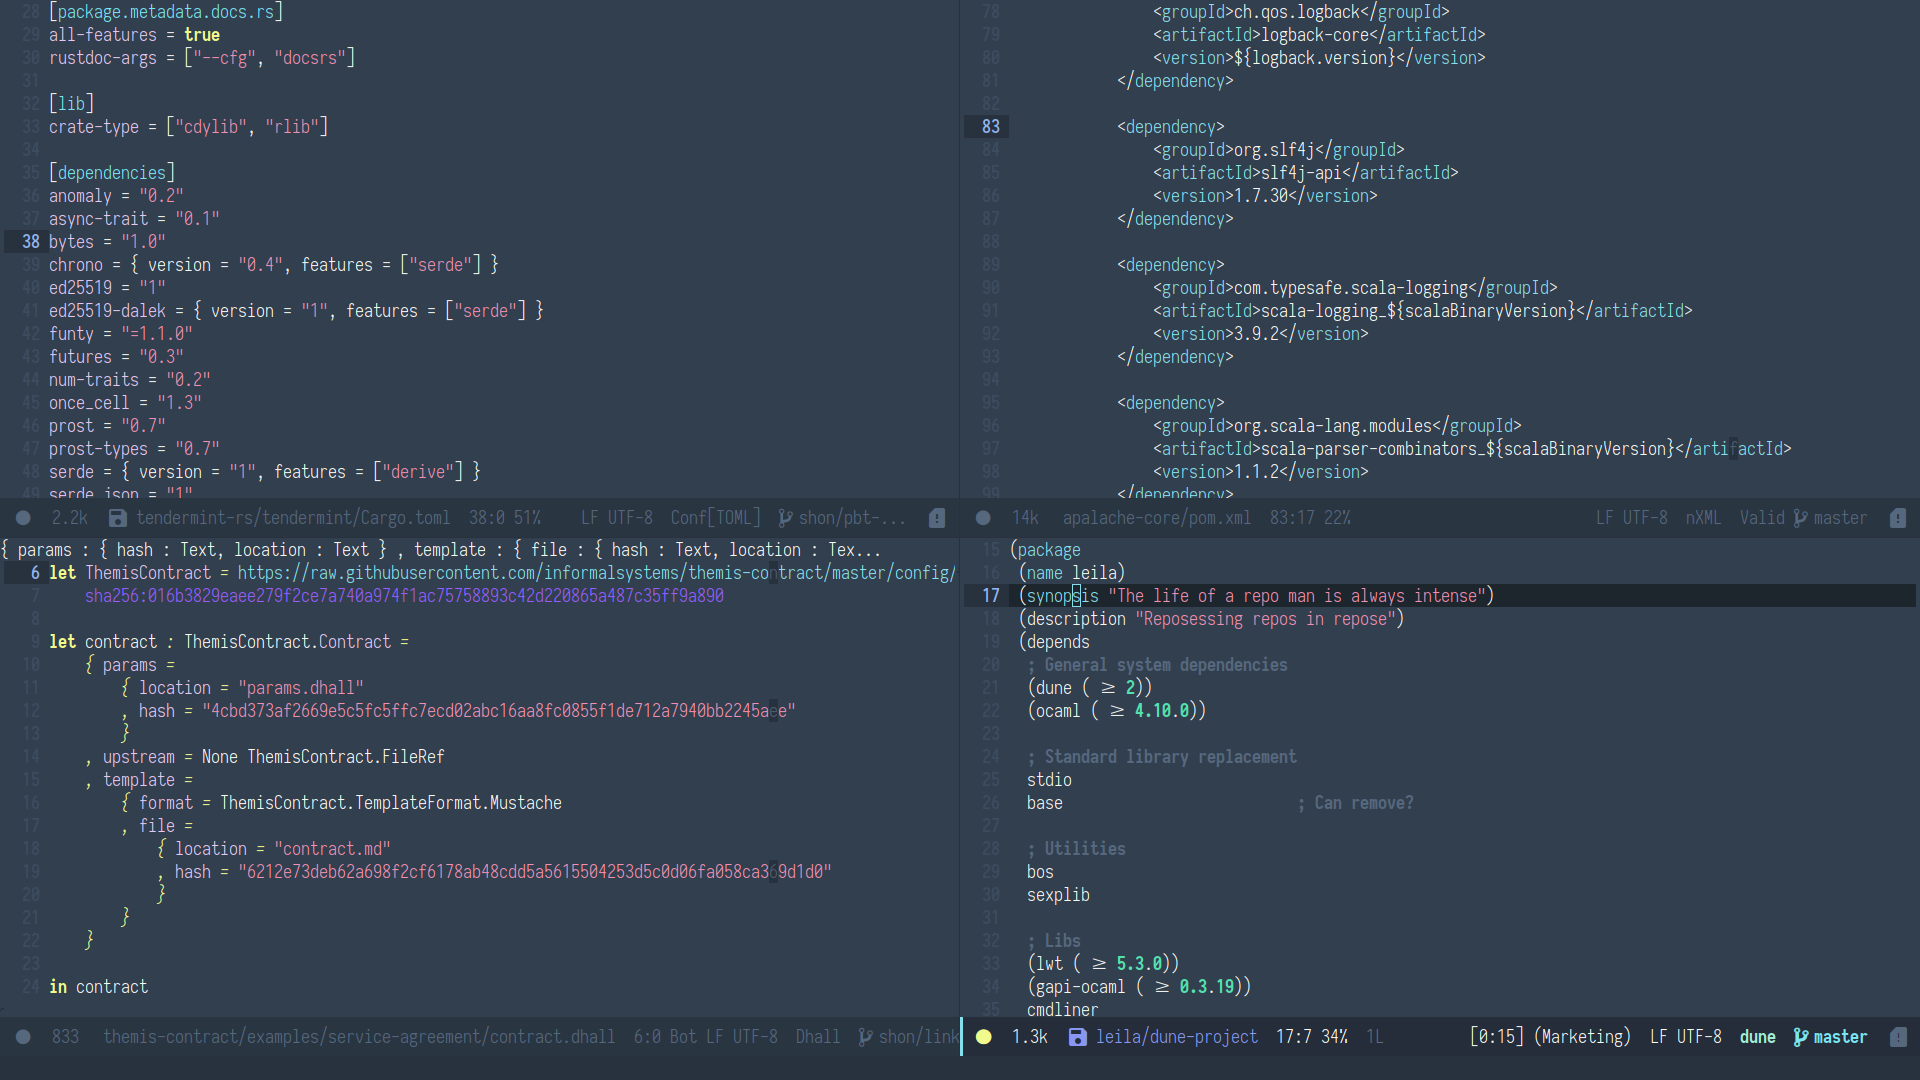 28 [package.metadata.docs.rs]
29 all-features = true
30 rustdoc-args = ["--cfg", "docsrs"]
31
32 [lib]
33 crate-type = ["cdylib", "rlib"]
34
35 [dependencies]
36 anomaly = "0.2"
37 async-trait = "0.1"
38 bytes = "1.0"
39 chrono = { version = "0.4", features = ["serde"] }
40 ed25519 = "1"
41 ed25519-dalek = { version = "1", features = ["serde"] }
42 funty = "=1.1.0"
43 futures = "0.3"
44 num-traits = "0.2"
45 once_cell = "1.3"
46 prost = "0.7"
47 prost-types = "0.7"
48 serde = { version = "1", features = ["derive"] }
49 serde_json = "1"
2.2k tendermint-rs/tendermint/Cargo.toml 38:0 51% LF UTF-8 Conf[TOML] shon/pbt-...
78 <groupId>ch.qos.logback</groupId>
79 <artifactId>logback-core</artifactId>
80 <version>${logback.version}</version>
81 </dependency>
82
83 <dependency>
84 <groupId>org.slf4j</groupId>
85 <artifactId>slf4j-api</artifactId>
86 <version>1.7.30</version>
87 </dependency>
88
89 <dependency>
90 <groupId>com.typesafe.scala-logging</groupId>
91 <artifactId>scala-logging_${scalaBinaryVersion}</artifactId>
92 <version>3.9.2</version>
93 </dependency>
94
95 <dependency>
96 <groupId>org.scala-lang.modules</groupId>
97 <artifactId>scala-parser-combinators_${scalaBinaryVersion}</artifactId>
98 <version>1.1.2</version>
99 </dependency>
14k apalache-core/pom.xml 83:17 22% LF UTF-8 nXML Valid master
{ params : { hash : Text, location : Text } , template : { file : { hash : Text, location : Tex...
6 let ThemisContract = https://raw.githubusercontent.com/informalsystems/themis-contract/master/config/
7 sha256:016b3829eaee279f2ce7a740a974f1ac75758893c42d220865a487c35ff9a890
8
9 let contract : ThemisContract.Contract =
10 { params =
11 { location = "params.dhall"
12 , hash = "4cbd373af2669e5c5fc5ffc7ecd02abc16aa8fc0855f1de712a7940bb2245aee"
13 }
14 , upstream = None ThemisContract.FileRef
15 , template =
16 { format = ThemisContract.TemplateFormat.Mustache
17 , file =
18 { location = "contract.md"
19 , hash = "6212e73deb62a698f2cf6178ab48cdd5a5615504253d5c0d06fa058ca369d1d0"
20 }
21 }
22 }
23
24 in contract
833 themis-contract/examples/service-agreement/contract.dhall 6:0 Bot LF UTF-8 Dhall shon/link
15 (package
16 (name leila)
17 (synopsis "The life of a repo man is always intense")
18 (description "Reposessing repos in repose")
19 (depends
20 ; General system dependencies
21 (dune ( ≥ 2))
22 (ocaml ( ≥ 4.10.0))
23
24 ; Standard library replacement
25 stdio
26 base ; Can remove?
27
28 ; Utilities
29 bos
30 sexplib
31
32 ; Libs
33 (lwt ( ≥ 5.3.0))
34 (gapi-ocaml ( ≥ 0.3.19))
35 cmdliner
1.3k leila/dune-project 17:7 34% 1L [0:15] (Marketing) LF UTF-8 dune master